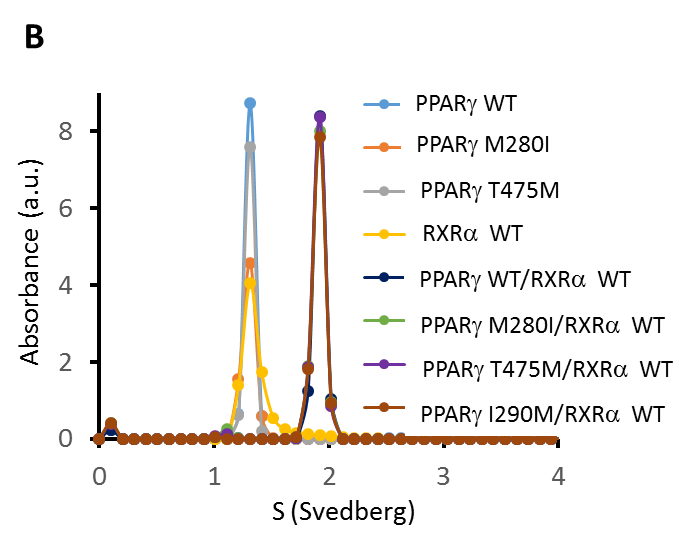 B
PPARγ WT
PPARγ M280I
PPARγ T475M
RXRα WT
PPARγ WT/RXRα WT
PPARγ M280I/RXRα WT
PPARγ T475M/RXRα WT
PPARγ I290M/RXRα WT
Absorbance (a.u.)
8
6
4
2
0
0 1 2 3 4
S (Svedberg)